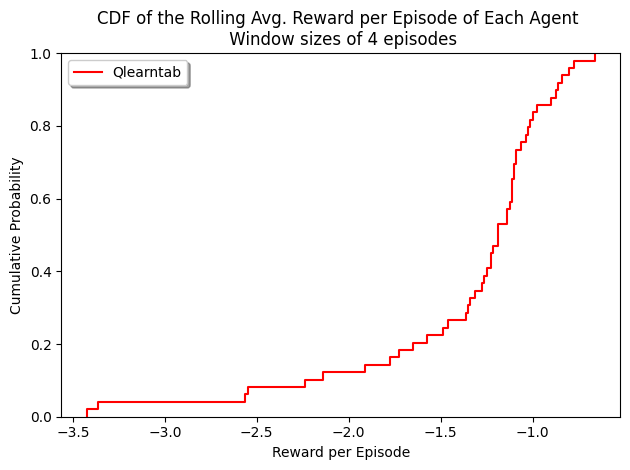 CDF of the Rolling Avg. Reward per Episode of Each Agent
Window sizes of 4 episodes
Qlearntab
Cumulative Probability
1.0
0.8
0.6
0.4
0.2
0.0
−3.5 −3.0 −2.5 −2.0 −1.5 −1.0
Reward per Episode